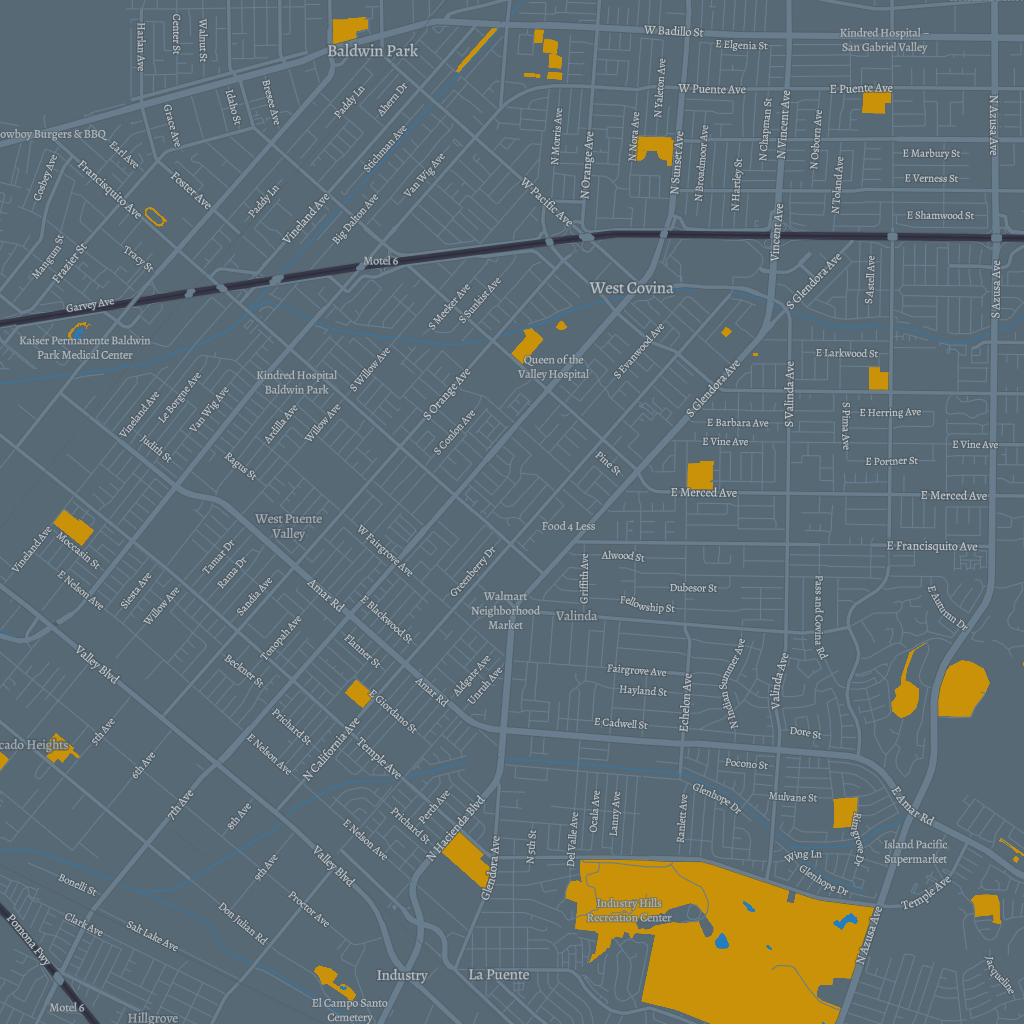 W Badillo St
E Elgenia St
Kindred Hospital –
San Gabriel Valley
Harlan Ave
Center St
Walnut St
Baldwin Park
Idaho St
Bresee Ave
Grace Ave
Paddy Ln
Ahern Dr
N Yaleton Ave
W Puente Ave
E Puente Ave
N Azusa Ave
owboy Burgers & BBQ
Earl Ave
Stichman Ave
N Morris Ave
N Orange Ave
N Nora Ave
N Sunset Ave
N Broadmoor Ave
N Hartley St
N Chapman St
N Vincent Ave
N Osborn Ave
N Toland Ave
E Marbury St
E Verness St
E Shamwood St
Cosbey Ave
Francisquito Ave
Foster Ave
Paddy Ln
Vineland Ave
Big Dalton Ave
Van Wig Ave
W Pacific Ave
Vincent Ave
Mangum St
Frazier St
Tracy St
Motel 6
Garvey Ave
West Covina
S Glendora Ave
S Astell Ave
S Azusa Ave
Kaiser Permanente Baldwin
Park Medical Center
S Meeker Ave
S Sunkist Ave
S Evanwood Ave
E Larkwood St
Queen of the
Valley Hospital
Kindred Hospital
Baldwin Park
S Willow Ave
S Orange Ave
S Glendora Ave
S Valinda Ave
S Pima Ave
E Herring Ave
E Barbara Ave
E Vine Ave
E Vine Ave
E Portner St
Vineland Ave
Le Borgne Ave
Van Wig Ave
Ardilla Ave
Willow Ave
S Conlon Ave
Judith St
Ragus St
Pine St
E Merced Ave
E Merced Ave
West Puente
Valley
Food 4 Less
W Fairgrove Ave
E Francisquito Ave
Vineland Ave
Moccasin St
Tamar Dr
Rama Dr
Greenberry Dr
Alwood St
Griffith Ave
Dubesor St
E Nelson Ave
Siesta Ave
Willow Ave
Sandia Ave
Amar Rd
E Blackwood St
Walmart
Neighborhood
Market
Fellowship St
Valinda
Pass and Covina Rd
E Autumn Dr
Valley Blvd
Beckner St
Tonopah Ave
Flanner St
Aldgate Ave
Unruh Ave
Amar Rd
Fairgrove Ave
Hayland St
Echelon Ave
N Indian Summer Ave
Valinda Ave
E Giordano St
E Cadwell St
Dore St
cado Heights
5th Ave
6th Ave
Prichard St
E Nelson Ave
N California Ave
Temple Ave
Pocono St
Glenhope Dr
Mulvane St
E Amar Rd
7th Ave
8th Ave
Perth Ave
Prichard St
N Hacienda Blvd
Ocala Ave
Lanny Ave
Ranlett Ave
Ringrove Dr
E Nelson Ave
Valley Blvd
Glendora Ave
N 5th St
Del Valle Ave
Wing Ln
Glenhope Dr
Island Pacific
Supermarket
9th Ave
Temple Ave
Bonelli St
Clark Ave
Salt Lake Ave
Don Julian Rd
Proctor Ave
Industry Hills
Recreation Center
N Azusa Ave
Pomona Fwy
Motel 6
Hillgrove
El Campo Santo
Cemetery
Industry
La Puente
Jacqueline